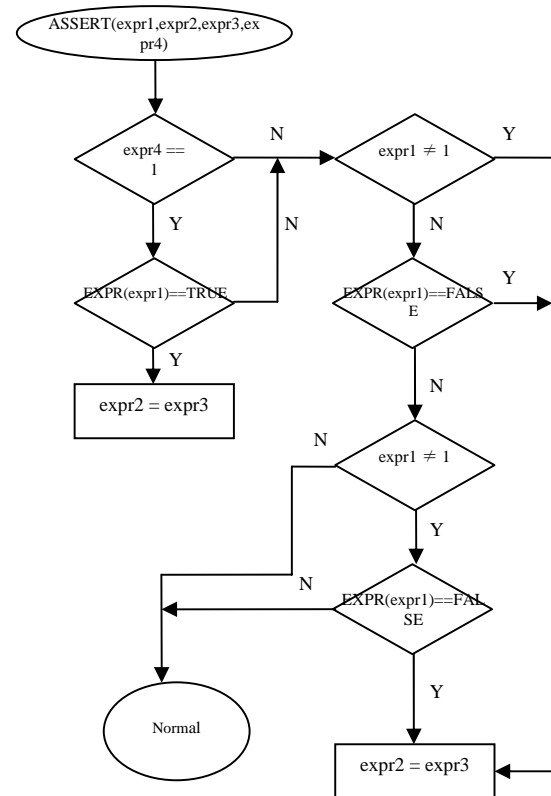 ASSERT(expr1,expr2,expr3,ex
pr4)
N
Y
expr4 ==
1
expr1 ≠ 1
Y
N
N
EXPR(expr1)==TRUE
EXPR(expr1)==FALS
E
Y
Y
N
expr2 = expr3
N
expr1 ≠ 1
Y
N
EXPR(expr1)==FAL
SE
Y
Normal
expr2 = expr3